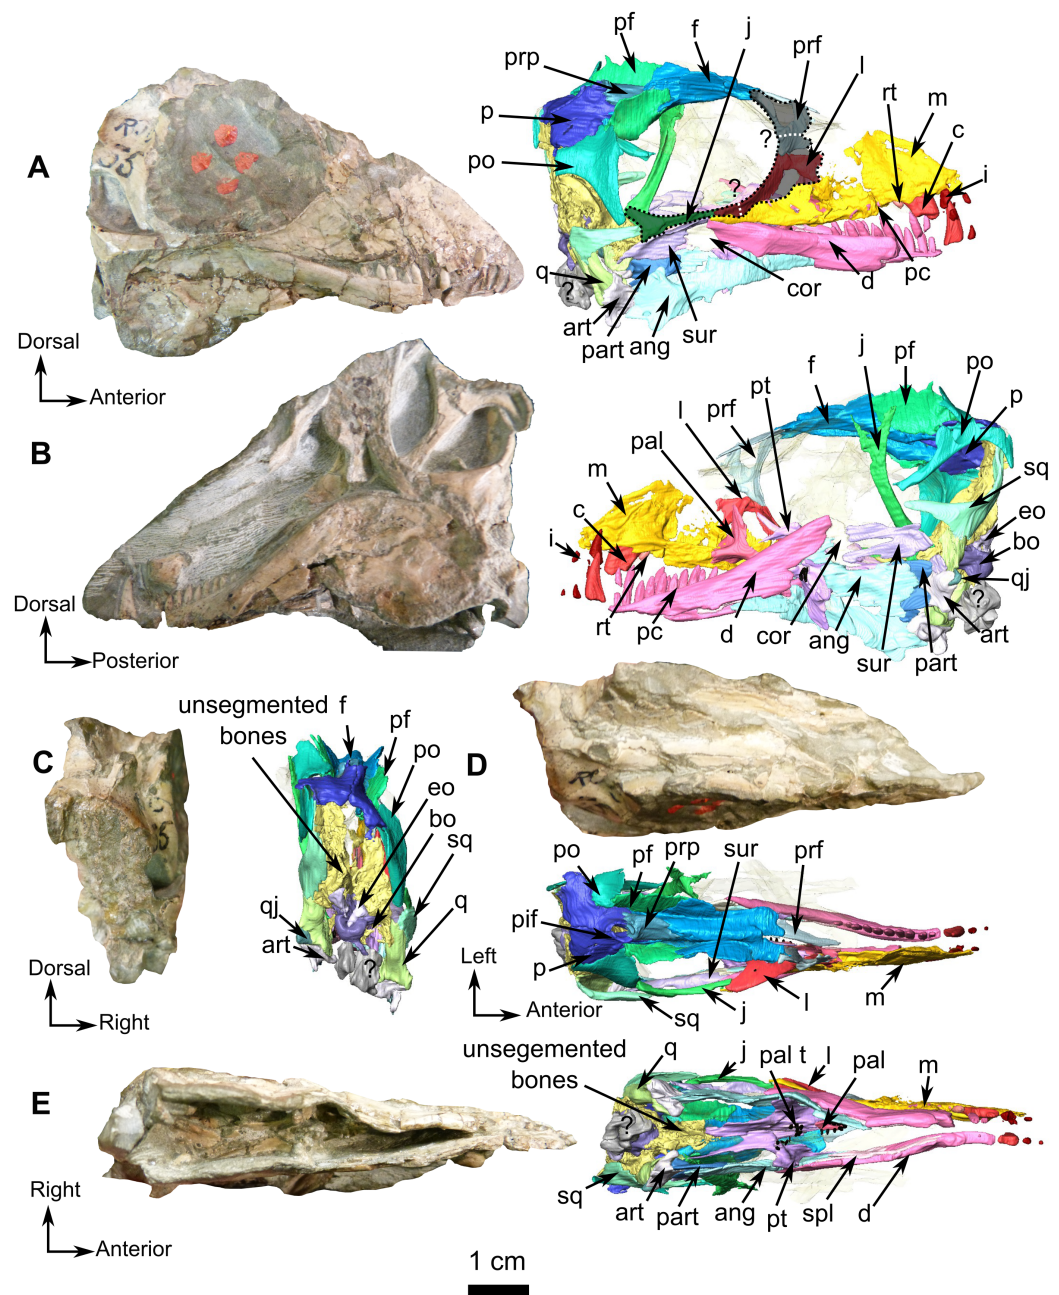 A
R.
55
Dorsal
Anterior
pf
f
j
prf
l
prp
rt
m
c
i
p
po
?
?
q
?
art
part
ang
sur
cor
d
pc
B
Dorsal
Posterior
j
pf
po
p
f
pt
prf
l
pal
m
c
i
sq
eo
bo
qj
?
rt
pc
d
cor
ang
sur
part
art
C
unsegmented
bones
f
pf
po
eo
bo
sq
qj
art
q
?
Dorsal
Right
D
po
pf
prp
sur
prf
pif
p
sq
j
l
m
Left
Anterior
E
unsegemented
bones
q
j
pal t
l
pal
m
?
sq
art
part
ang
pt
spl
d
Right
Anterior
1 cm